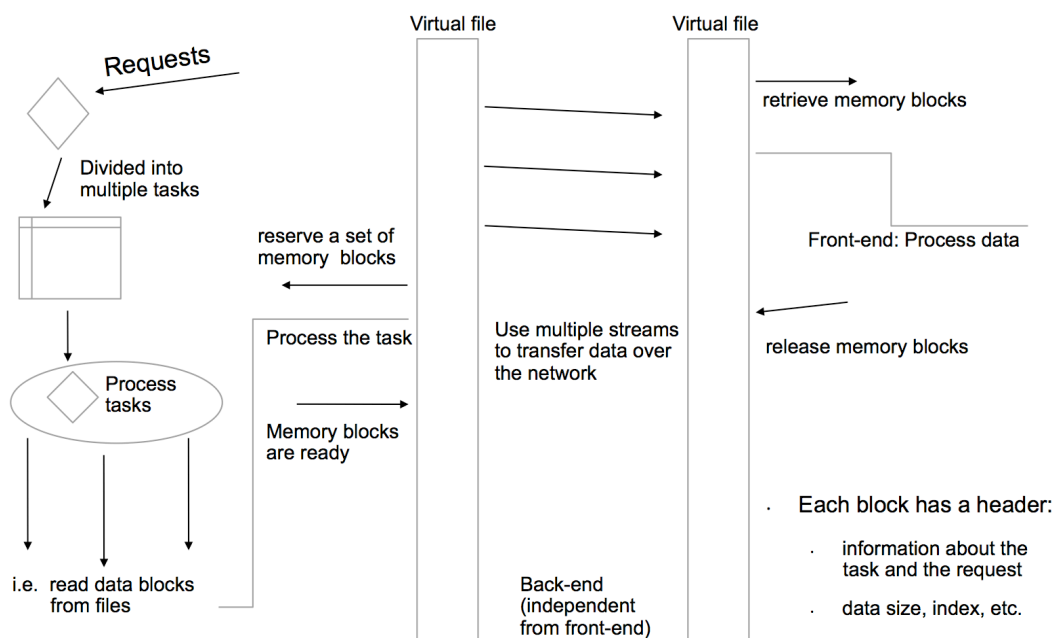 Virtual file
Virtual file
Requests
retrieve memory blocks
Divided into
multiple tasks
reserve a set of
memory blocks
Front-end: Process data
Process the task
Use multiple streams
to transfer data over
the network
release memory blocks
Process
tasks
Memory blocks
are ready
· Each block has a header:
· information about the
task and the request
· data size, index, etc.
i.e. read data blocks
from files
Back-end
(independent
from front-end)